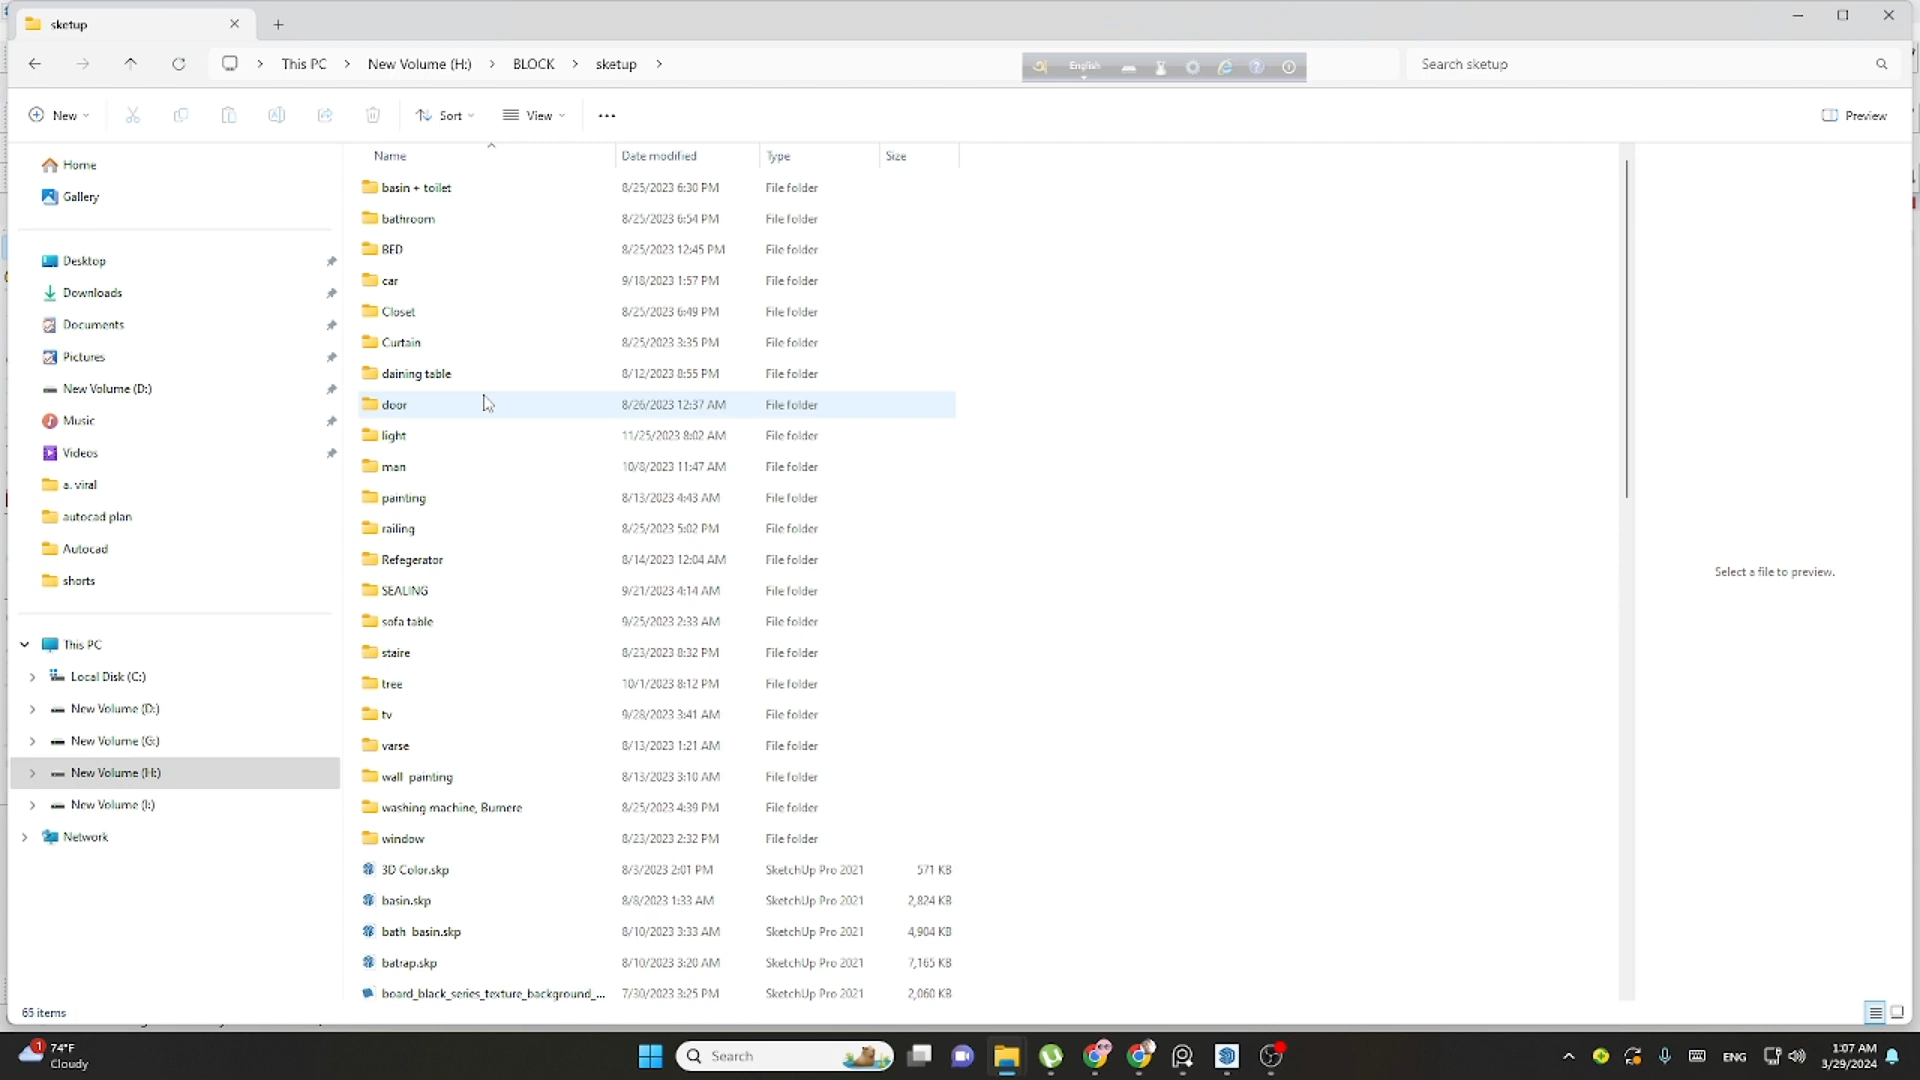 sketup
This PC
New Volume (H:)
BLOCK
sketup
English
Search sketup
New
Sort
View
Preview
Home
Gallery
Desktop
Downloads
Documents
Pictures
New Volume (D:)
Music
Videos
a. viral
autocad plan
Autocad
shorts
This PC
Local Disk (C:)
New Volume (D:)
New Volume (G:)
New Volume (H:)
New Volume (I:)
Network
Name Date modified Type Size
basin + toilet 8/25/2023 6:30 PM File folder
bathroom 8/25/2023 6:54 PM File folder
BED 8/25/2023 12:45 PM File folder
car 9/18/2023 1:57 PM File folder
Closet 8/25/2023 6:49 PM File folder
Curtain 8/25/2023 3:35 PM File folder
daining table 8/12/2023 8:55 PM File folder
door 8/26/2023 12:37 AM File folder
light 11/25/2023 8:02 AM File folder
man 10/8/2023 11:47 AM File folder
painting 8/13/2023 4:43 AM File folder
railing 8/25/2023 5:02 PM File folder
Refegerator 8/14/2023 12:04 AM File folder
SEALING 9/21/2023 4:14 AM File folder
sofa table 9/25/2023 2:33 AM File folder
staire 8/23/2023 8:32 PM File folder
tree 10/1/2023 8:12 PM File folder
tv 9/28/2023 3:41 AM File folder
varse 8/13/2023 1:21 AM File folder
wall painting 8/13/2023 3:10 AM File folder
washing machine, Burnere 8/25/2023 4:39 PM File folder
window 8/23/2023 2:32 PM File folder
3D Color.skp 8/3/2023 2:01 PM SketchUp Pro 2021 571 KB
basin.skp 8/8/2023 1:33 AM SketchUp Pro 2021 2,824 KB
bath basin.skp 8/10/2023 3:33 AM SketchUp Pro 2021 4,904 KB
batrap.skp 8/10/2023 3:20 AM SketchUp Pro 2021 7,165 KB
board_black_series_texture_background_... 7/30/2023 3:25 PM SketchUp Pro 2021 2,060 KB
Select a file to preview.
65 items
1
74°F
Cloudy
Search
ENG
1:07 AM
3/29/2024